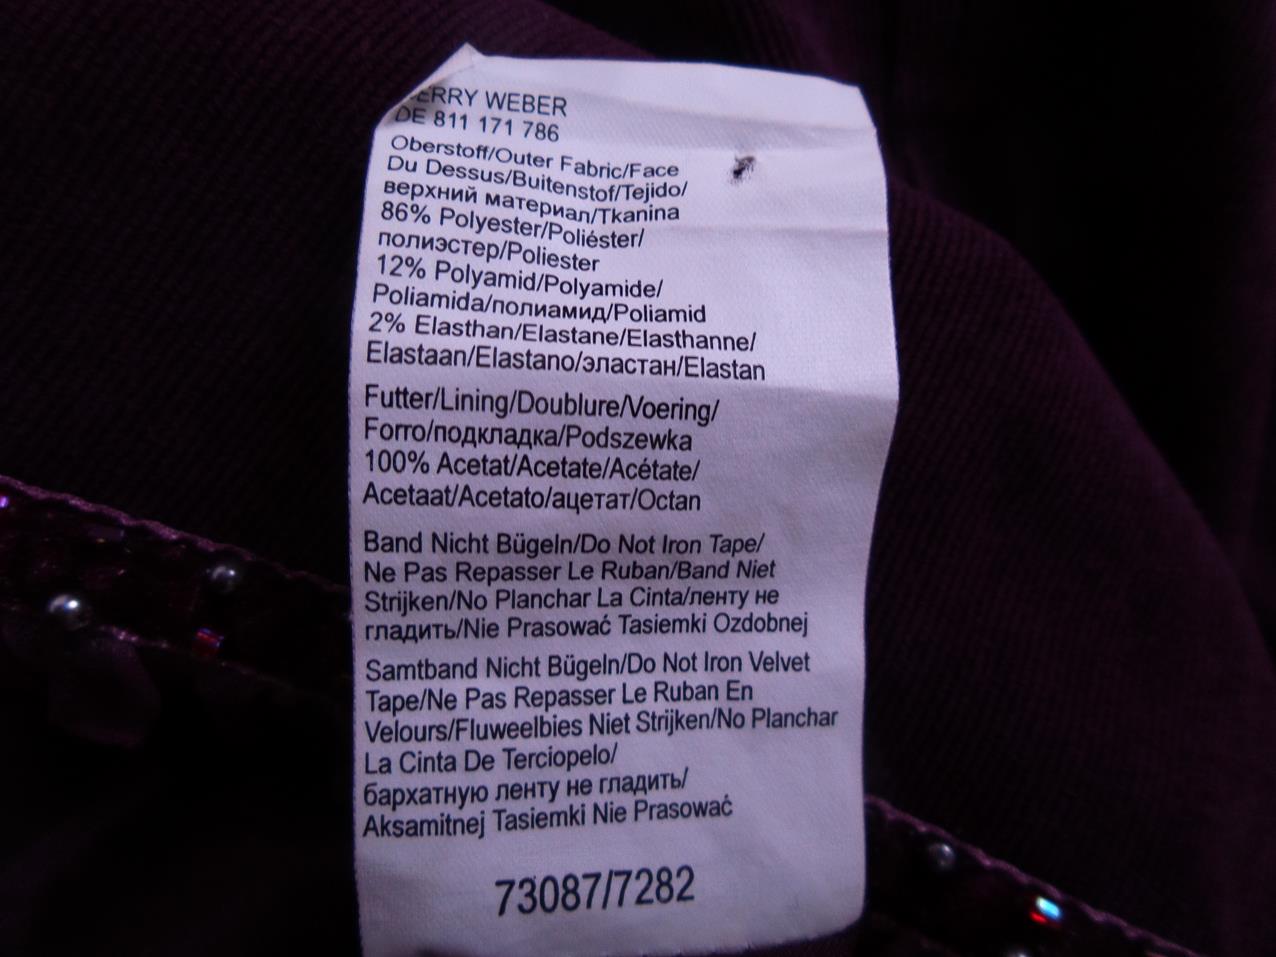 ERRY WEBER
DE 811 171 786
Oberstoff/Outer Fabric/Face
Du Dessus/Buitenstof/Tejido/
верхний материал/Tkanina
86% Polyester/Poliéster/
полиэстер/Poliester
12% Polyamid/Polyamide/
Poliamida/полиамид/Poliamid
2% Elasthan/Elastane/Elasthanne/
Elastaan/Elastano/эластан/Elastan
Futter/Lining/Doublure/Voering/
Forro/подкладка/Podszewka
100% Acetat/Acetate/Acétate/
Acetaat/Acetato/ацетат/Octan
Band Nicht Bügeln/Do Not Iron Tape/
Ne Pas Repasser Le Ruban/Band Niet
Strijken/No Planchar La Cinta/ленту не
гладить/Nie Prasować Tasiemki Ozdobnej
Samtband Nicht Bügeln/Do Not Iron Velvet
Tape/Ne Pas Repasser Le Ruban En
Velours/Fluweelbies Niet Strijken/No Planchar
La Cinta De Terciopelo/
бархатную ленту не гладить/
Aksamitnej Tasiemki Nie Prasować
73087/7282